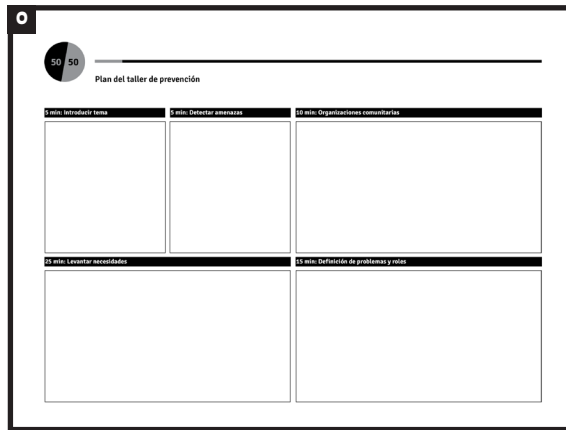 O
50 50
Plan del taller de prevención
5 min: Introducir tema 5 min: Detectar amenazas 10 min: Organizaciones comunitarias
25 min: Levantar necesidades 15 min: Definición de problemas y roles